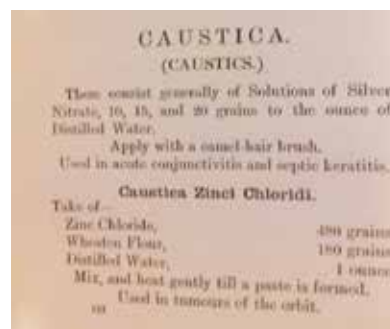 CAUSTICA.
(CAUSTICS.)
These consist generally of Solutions of Silver
Nitrate, 10, 15, and 20 grains to the ounce of
Distilled Water.
Apply with a camel-hair brush.
Used in acute conjunctivitis and septic keratitis.
Caustica Zinci Chloridi.
Take of—
Zinc Chloride, 480 grains
Wheaten Flour, 180 grains
Distilled Water, 1 ounce
Mix, and heat gently till a paste is formed.
Used in tumours of the orbit.